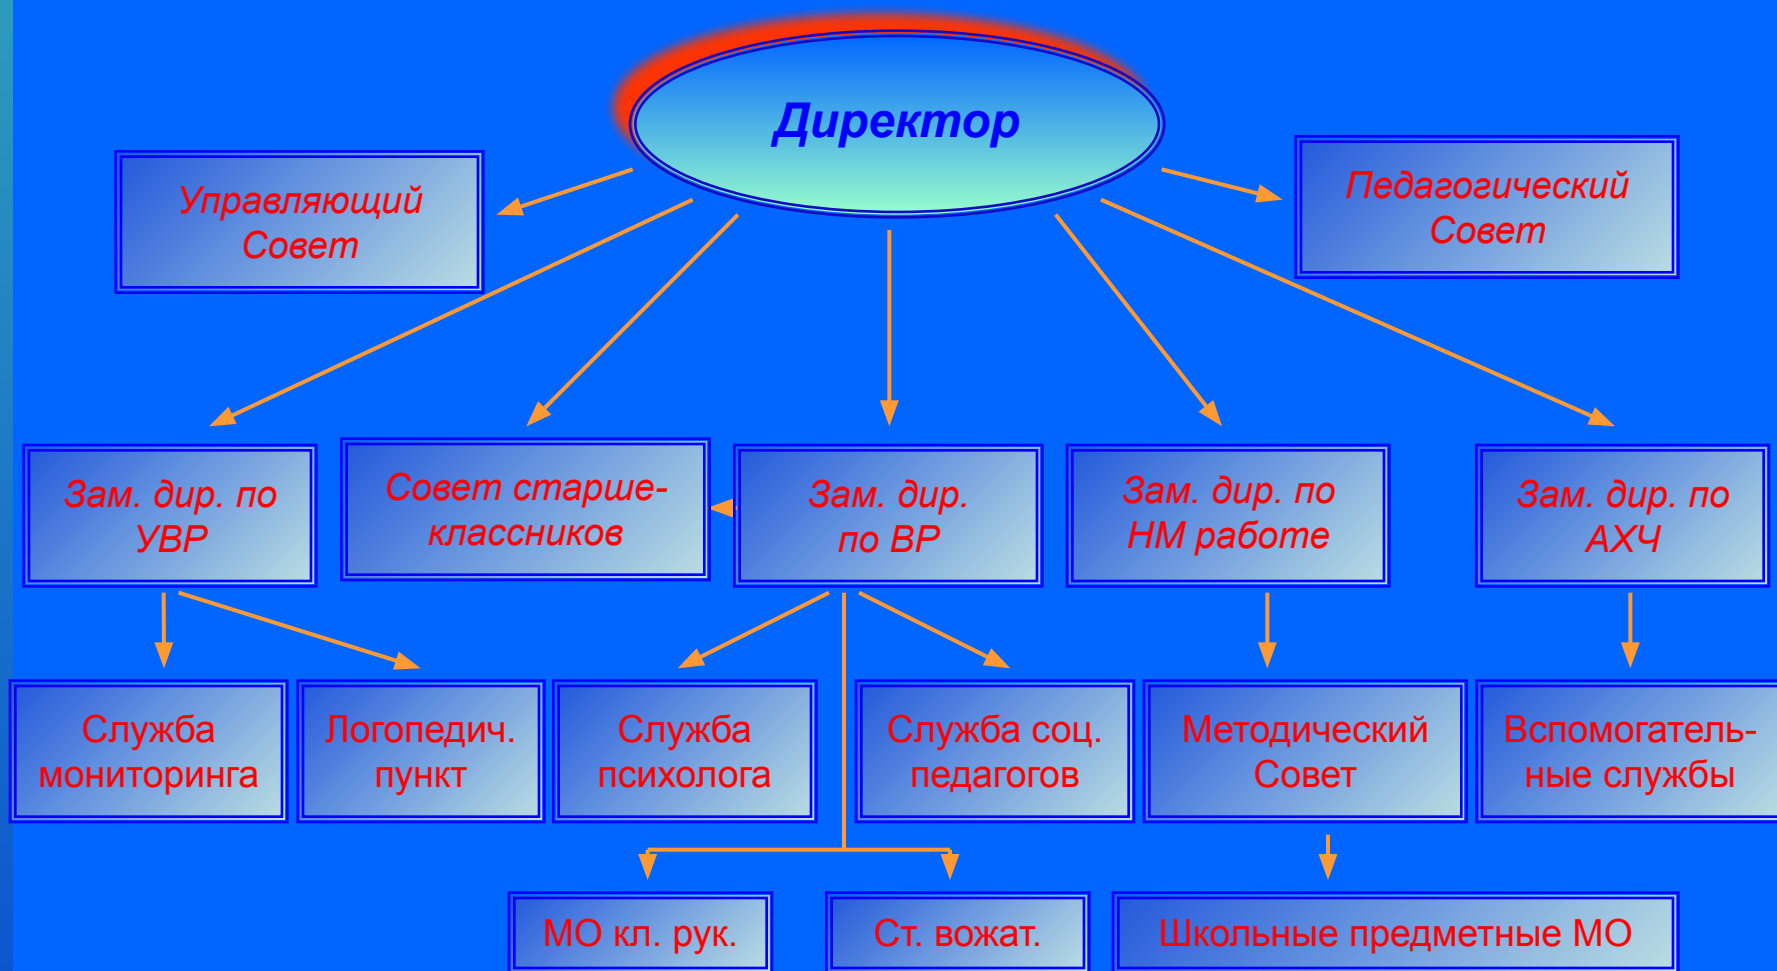 Директор
Управляющий
Совет
Педагогический
Совет
Зам. дир. по
УВР
Совет старше-
классников
Зам. дир.
по ВР
Зам. дир. по
НМ работе
Зам. дир. по
АХЧ
Служба
мониторинга
Логопедич.
пункт
Служба
психолога
Служба соц.
педагогов
Методический
Совет
Вспомогатель-
ные службы
МО кл. рук.
Ст. вожат.
Школьные предметные МО